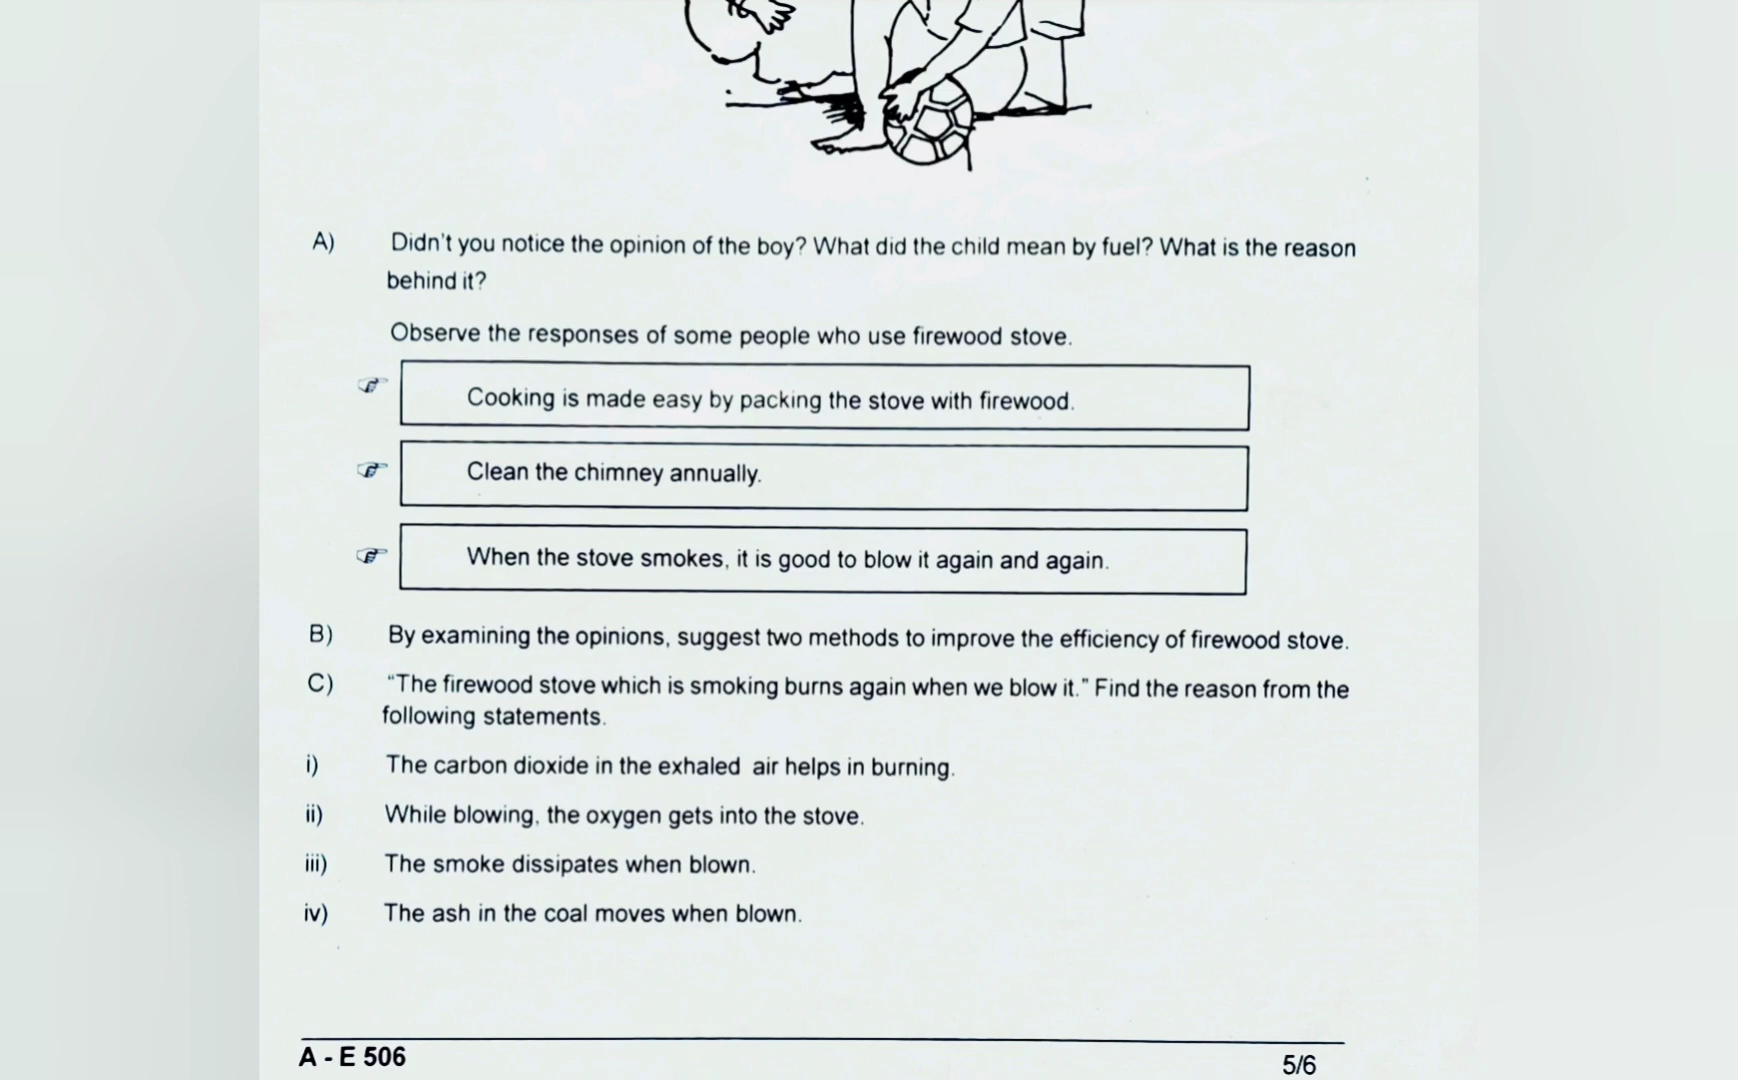 A) Didn't you notice the opinion of the boy? What did the child mean by fuel? What is the reason
behind it?
Observe the responses of some people who use firewood stove.
Cooking is made easy by packing the stove with firewood.
Clean the chimney annually.
When the stove smokes, it is good to blow it again and again.
B) By examining the opinions, suggest two methods to improve the efficiency of firewood stove.
C) “The firewood stove which is smoking burns again when we blow it.” Find the reason from the
following statements.
i) The carbon dioxide in the exhaled air helps in burning.
ii) While blowing, the oxygen gets into the stove.
iii) The smoke dissipates when blown.
iv) The ash in the coal moves when blown.
A - E 506 5/6